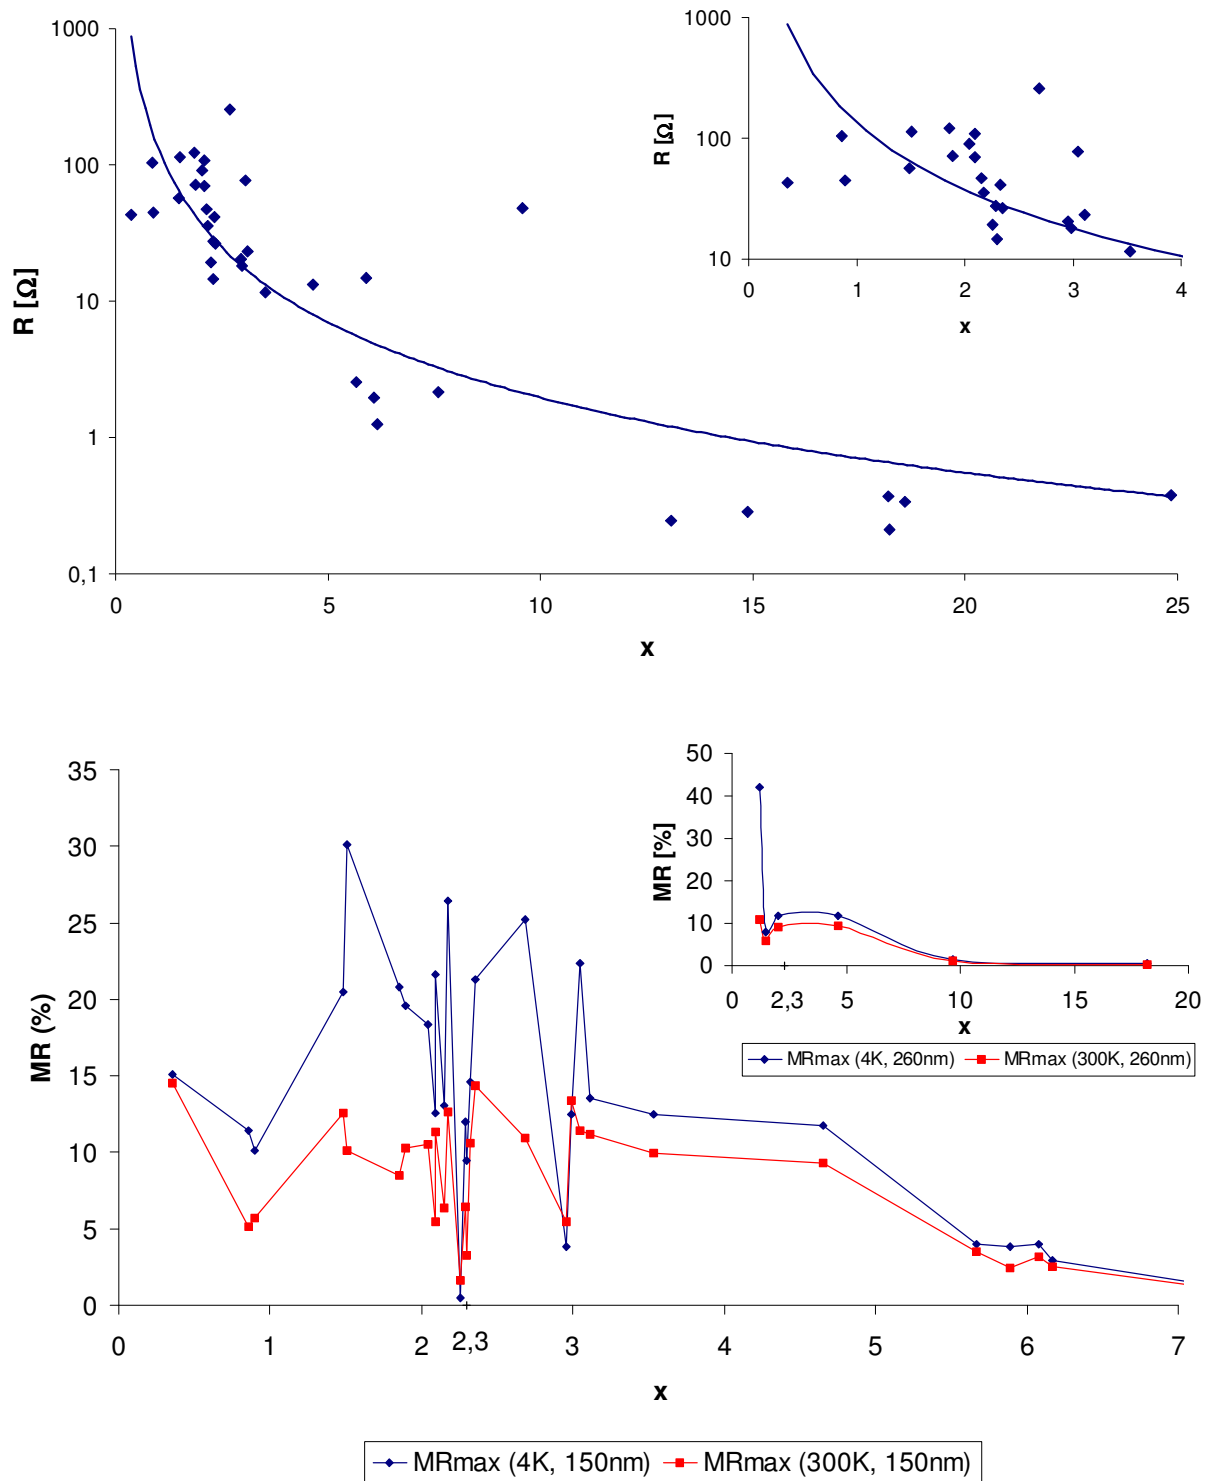 1000
100
10
1
0,1
R [Ω]
0 5 10 15 20 25
x
1000
100
10
R [Ω]
0 1 2 3 4
x
35
30
25
20
15
10
5
0
MR (%)
0 1 2 2,3 3 4 5 6 7
x
50
40
30
20
10
0
MR [%]
0 2,3 5 10 15 20
x
MRmax (4K, 260nm) MRmax (300K, 260nm)
MRmax (4K, 150nm) MRmax (300K, 150nm)